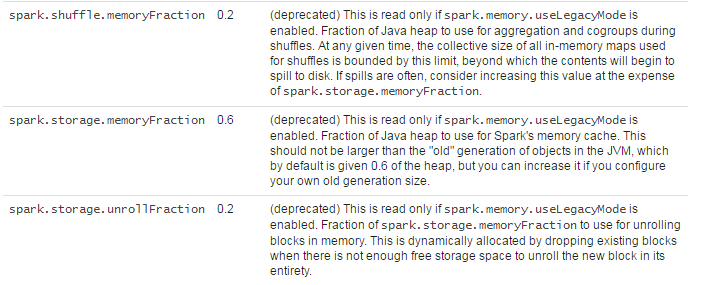 spark.shuffle.memoryFraction 0.2 (deprecated) This is read only if spark.memory.useLegacyMode is
enabled. Fraction of Java heap to use for aggregation and cogroups during
shuffles. At any given time, the collective size of all in-memory maps used
for shuffles is bounded by this limit, beyond which the contents will begin to
spill to disk. If spills are often, consider increasing this value at the expense
of spark.storage.memoryFraction.
spark.storage.memoryFraction 0.6 (deprecated) This is read only if spark.memory.useLegacyMode is
enabled. Fraction of Java heap to use for Spark's memory cache. This
should not be larger than the "old" generation of objects in the JVM, which
by default is given 0.6 of the heap, but you can increase it if you configure
your own old generation size.
spark.storage.unrollFraction 0.2 (deprecated) This is read only if spark.memory.useLegacyMode is
enabled. Fraction of spark.storage.memoryFraction to use for unrolling
blocks in memory. This is dynamically allocated by dropping existing blocks
when there is not enough free storage space to unroll the new block in its
entirety.